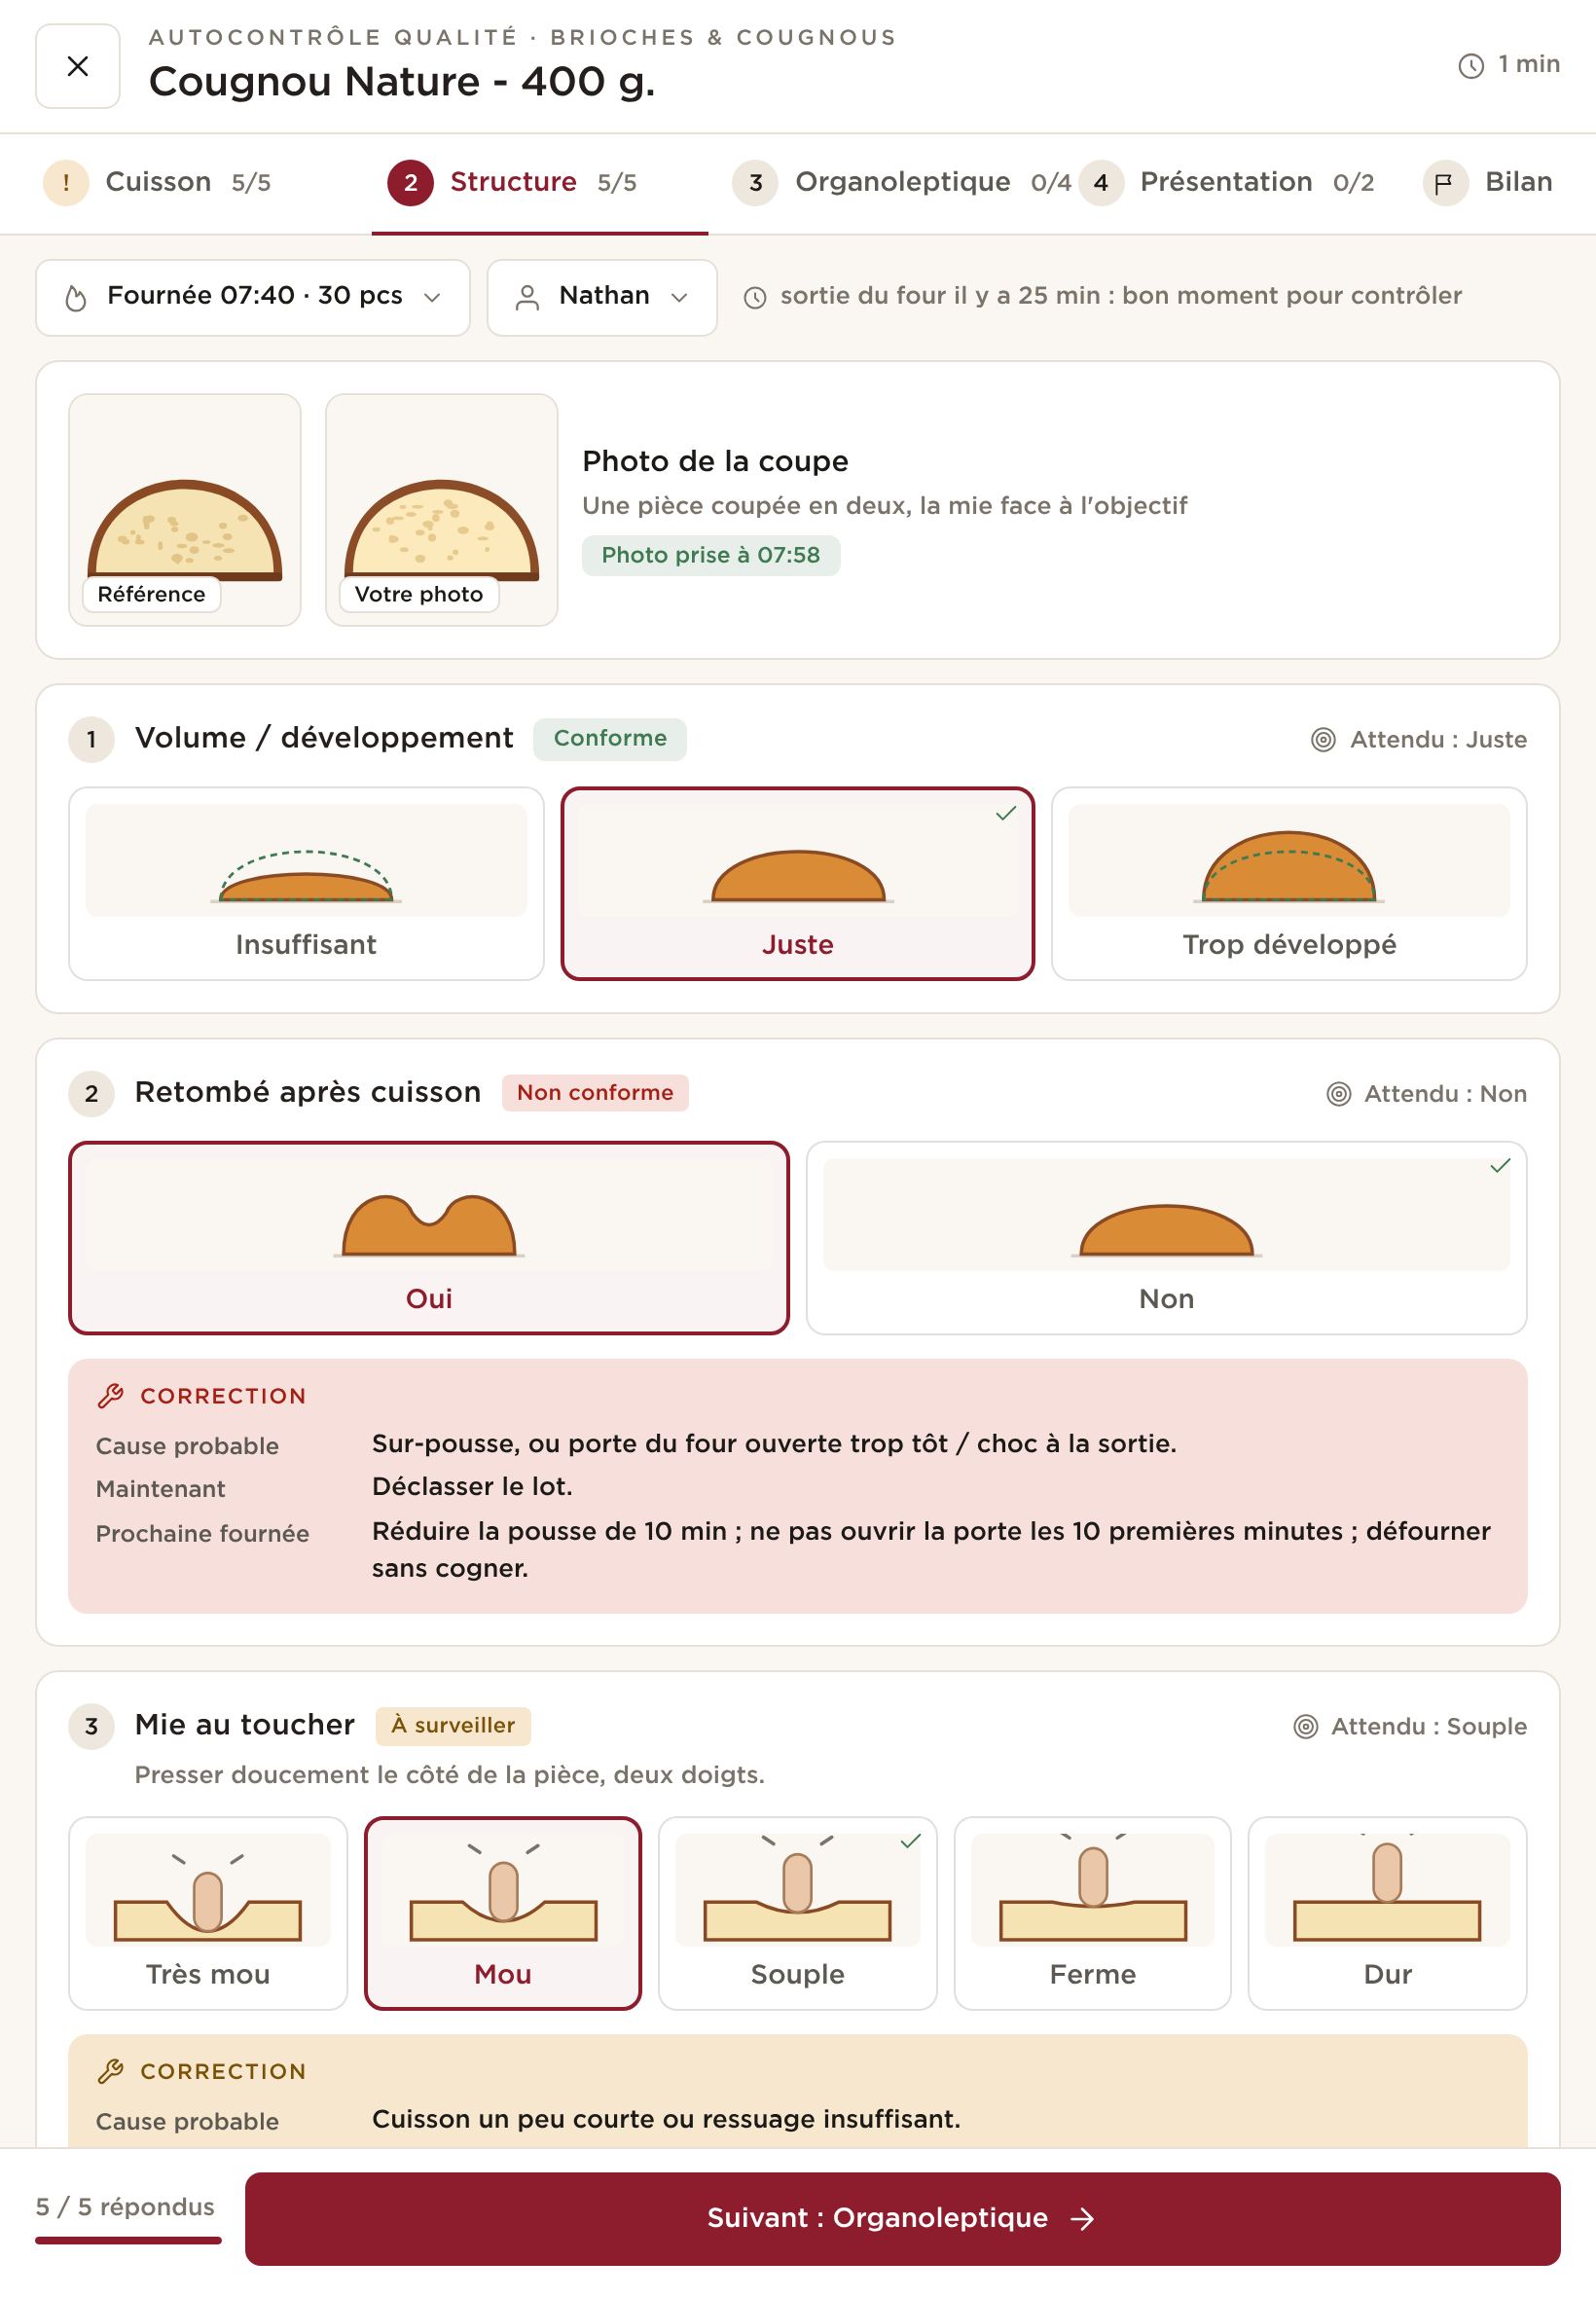 AUTOCONTRÔLE QUALITÉ · BRIOCHES & COUGNOUS
Cougnou Nature - 400 g.
1 min
! Cuisson 5/5
2 Structure 5/5
3 Organoleptique 0/4
4 Présentation 0/2
Bilan
Fournée 07:40 · 30 pcs
Nathan
sortie du four il y a 25 min : bon moment pour contrôler
Référence
Votre photo
Photo de la coupe
Une pièce coupée en deux, la mie face à l'objectif
Photo prise à 07:58
1 Volume / développement Conforme
Attendu : Juste
Insuffisant
Juste
Trop développé
2 Retombé après cuisson Non conforme
Attendu : Non
Oui
Non
CORRECTION
Cause probable
Sur-pousse, ou porte du four ouverte trop tôt / choc à la sortie.
Maintenant
Déclasser le lot.
Prochaine fournée
Réduire la pousse de 10 min ; ne pas ouvrir la porte les 10 premières minutes ; défourner
sans cogner.
3 Mie au toucher À surveiller
Attendu : Souple
Presser doucement le côté de la pièce, deux doigts.
Très mou
Mou
Souple
Ferme
Dur
CORRECTION
Cause probable
Cuisson un peu courte ou ressuage insuffisant.
5 / 5 répondus
Suivant : Organoleptique